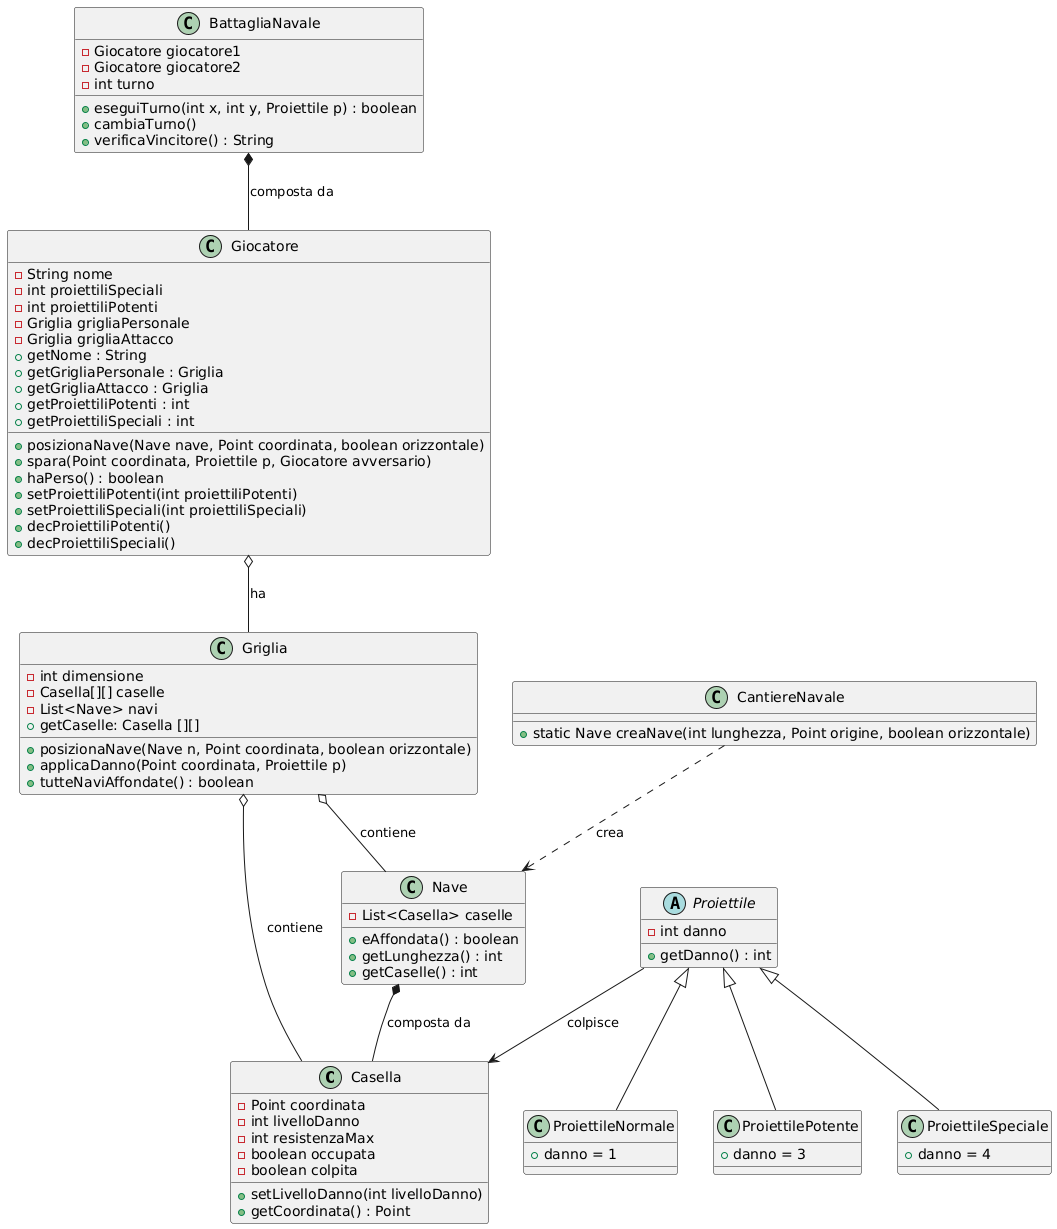 BattagliaNavale
Giocatore giocatore1
Giocatore giocatore2
int turno
eseguiTurno(int x, int y, Proiettile p) : boolean
cambiaTurno()
verificaVincitore() : String
composta da
Giocatore
String nome
int proiettiliSpeciali
int proiettiliPotenti
Griglia grigliaPersonale
Griglia grigliaAttacco
getNome : String
getGrigliaPersonale : Griglia
getGrigliaAttacco : Griglia
getProiettiliPotenti : int
getProiettiliSpeciali : int
posizionaNave(Nave nave, Point coordinata, boolean orizzontale)
spara(Point coordinata, Proiettile p, Giocatore avversario)
haPerso() : boolean
setProiettiliPotenti(int proiettiliPotenti)
setProiettiliSpeciali(int proiettiliSpeciali)
decProiettiliPotenti()
decProiettiliSpeciali()
ha
Griglia
int dimensione
Casella[][] caselle
List<Nave> navi
getCaselle: Casella [][]
posizionaNave(Nave n, Point coordinata, boolean orizzontale)
applicaDanno(Point coordinata, Proiettile p)
tutteNaviAffondate() : boolean
CantiereNavale
static Nave creaNave(int lunghezza, Point origine, boolean orizzontale)
contiene
crea
contiene
Nave
List<Casella> caselle
eAffondata() : boolean
getLunghezza() : int
getCaselle() : int
Proiettile
int danno
getDanno() : int
composta da
colpisce
Casella
Point coordinata
int livelloDanno
int resistenzaMax
boolean occupata
boolean colpita
setLivelloDanno(int livelloDanno)
getCoordinata() : Point
ProiettileNormale
danno = 1
ProiettilePotente
danno = 3
ProiettileSpeciale
danno = 4